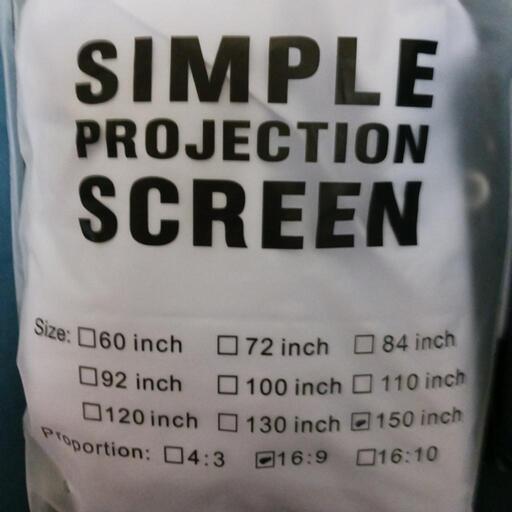 SIMPLE
PROJECTION
SCREEN
Size: ☐60 inch ☐72 inch ☐84 inch
☐92 inch ☐100 inch ☐110 inch
☐120 inch ☐130 inch ☑150 inch
Proportion: ☐4:3 ☑16:9 ☐16:10